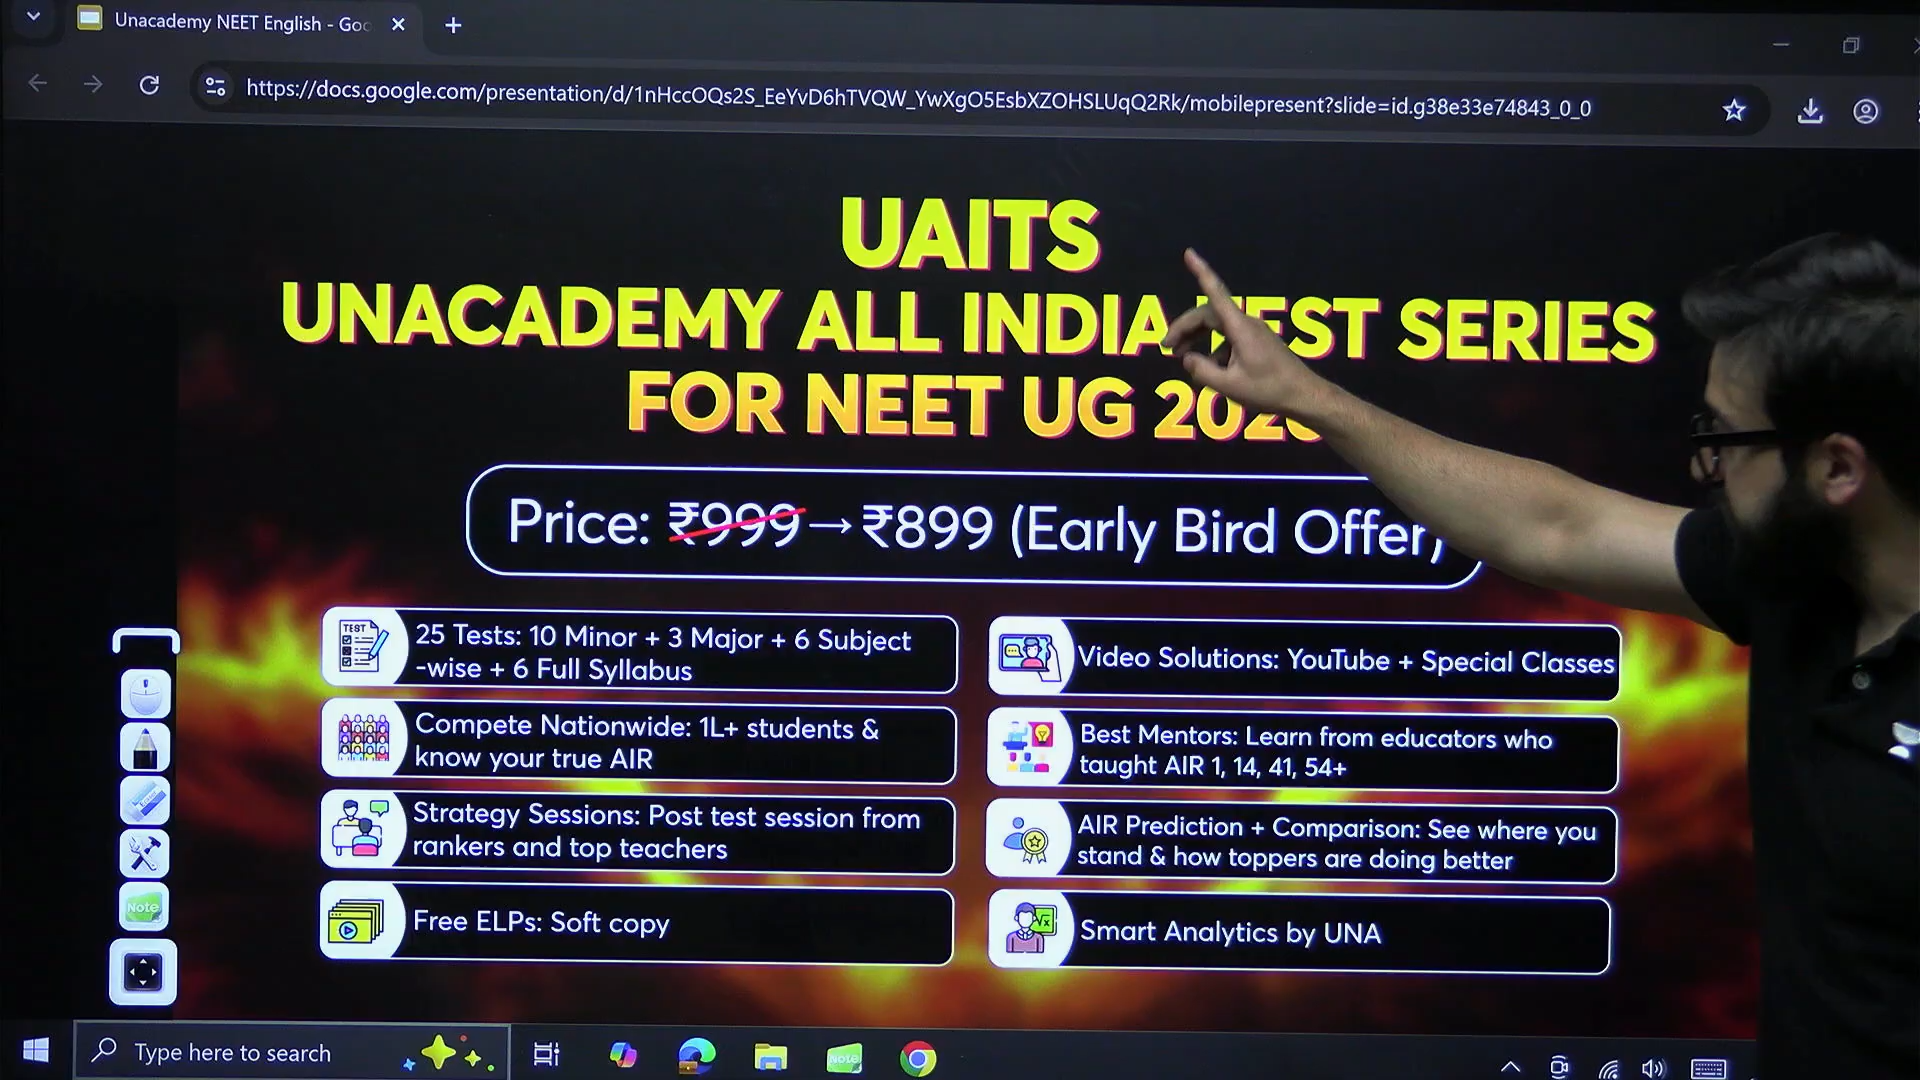 Unacademy NEET English - Goo
https://docs.google.com/presentation/d/1nHccOQs2S_EeYvD6hTVQW_YwXgO5EsbXZOHSLUqQ2Rk/mobilepresent?slide=id.g38e33e74843_0_0
UAITS
UNACADEMY ALL INDIA TEST SERIES
FOR NEET UG
Price: ₹999→₹899 (Early Bird Offer)
TEST
25 Tests: 10 Minor + 3 Major + 6 Subject
-wise + 6 Full Syllabus
Video Solutions: YouTube + Special Classes
Compete Nationwide: 1L+ students &
know your true AIR
Best Mentors: Learn from educators who
taught AIR 1, 14, 41, 54+
Strategy Sessions: Post test session from
rankers and top teachers
AIR Prediction + Comparison: See where you
stand & how toppers are doing better
Free ELPs: Soft copy
√x
Smart Analytics by UNA
Note
Type here to search
Note